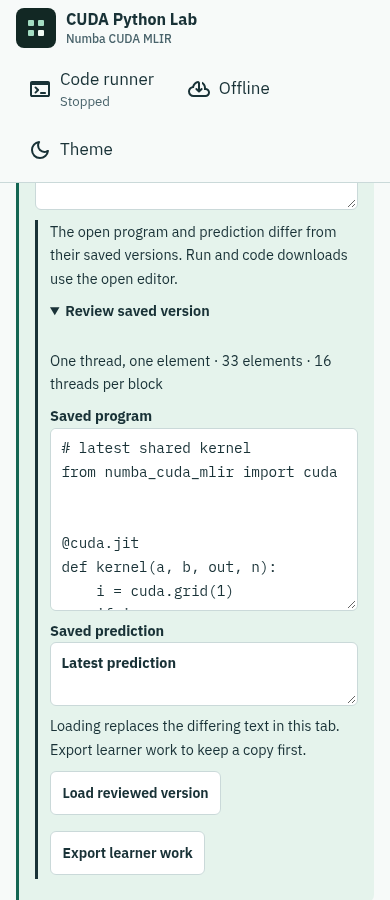 CUDA Python Lab
Numba CUDA MLIR
Code runner
Stopped
Offline
Theme
The open program and prediction differ from
their saved versions. Run and code downloads
use the open editor.
▼ Review saved version
One thread, one element · 33 elements · 16
threads per block
Saved program
# latest shared kernel
from numba_cuda_mlir import cuda
@cuda.jit
def kernel(a, b, out, n):
    i = cuda.grid(1)
Saved prediction
Latest prediction
Loading replaces the differing text in this tab.
Export learner work to keep a copy first.
Load reviewed version
Export learner work